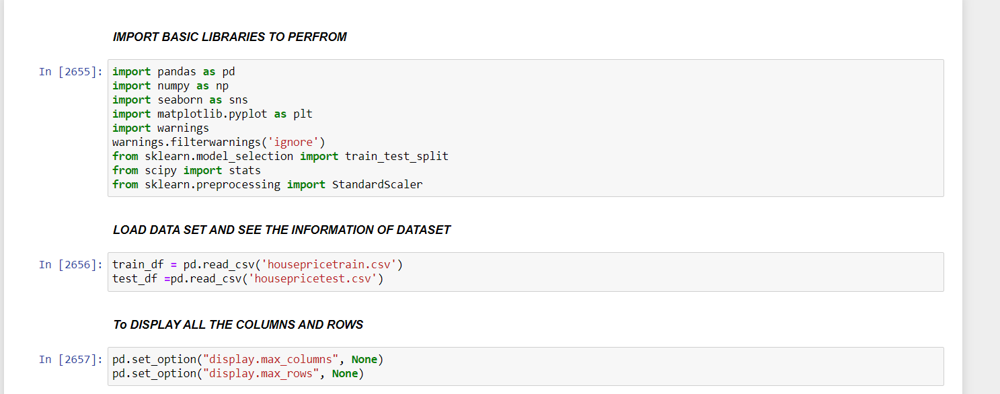 IMPORT BASIC LIBRARIES TO PERFROM
In [2655]: import pandas as pd
import numpy as np
import seaborn as sns
import matplotlib.pyplot as plt
import warnings
warnings.filterwarnings('ignore')
from sklearn.model_selection import train_test_split
from scipy import stats
from sklearn.preprocessing import StandardScaler
LOAD DATA SET AND SEE THE INFORMATION OF DATASET
In [2656]: train_df = pd.read_csv('housepricetrain.csv')
test_df =pd.read_csv('housepricetest.csv')
To DISPLAY ALL THE COLUMNS AND ROWS
In [2657]: pd.set_option("display.max_columns", None)
pd.set_option("display.max_rows", None)